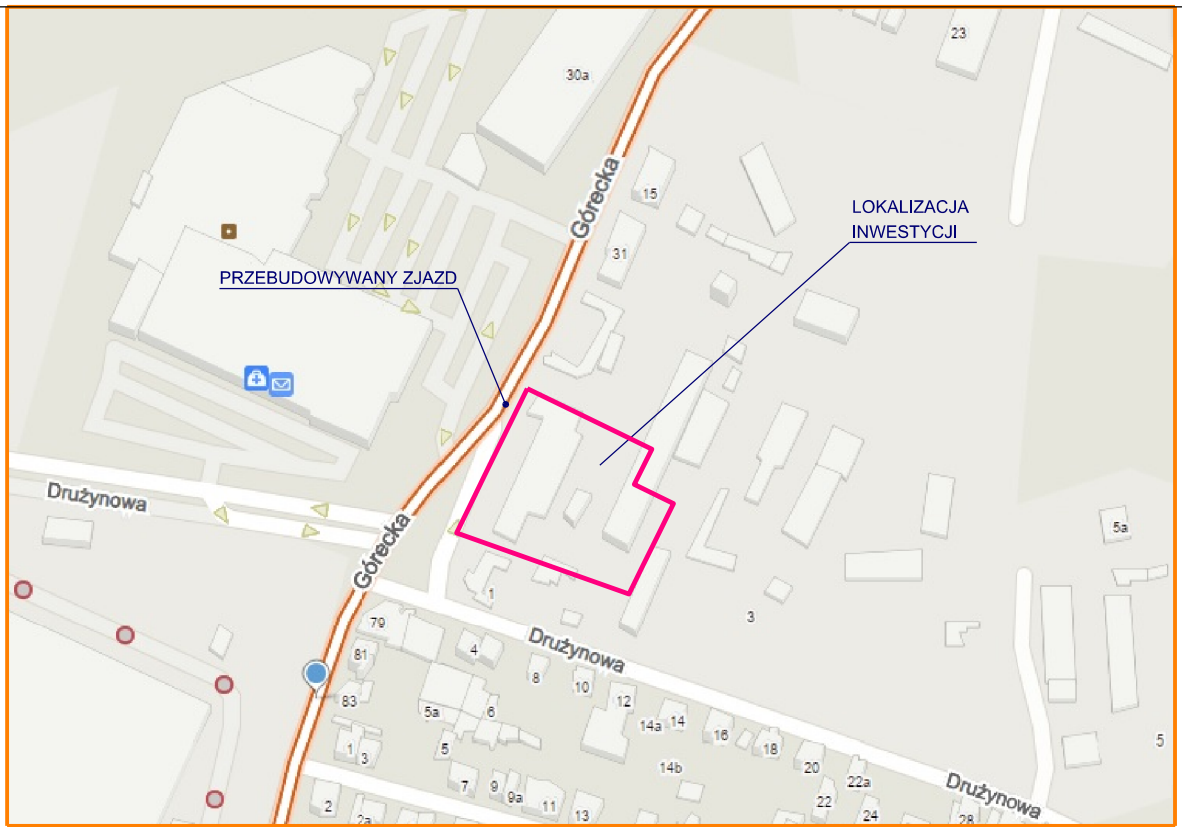 23
30a
Górecka
15
LOKALIZACJA
INWESTYCJI
31
PRZEBUDOWYWANY ZJAZD
Drużynowa
Górecka
5a
1
3
79
Drużynowa
4
81
8
10
83
12
5a
6
14a
14
16
1
3
5
18
5
14b
20
22a
7
9
9a
Drużynowa
2
11
22
2a
13
24
28